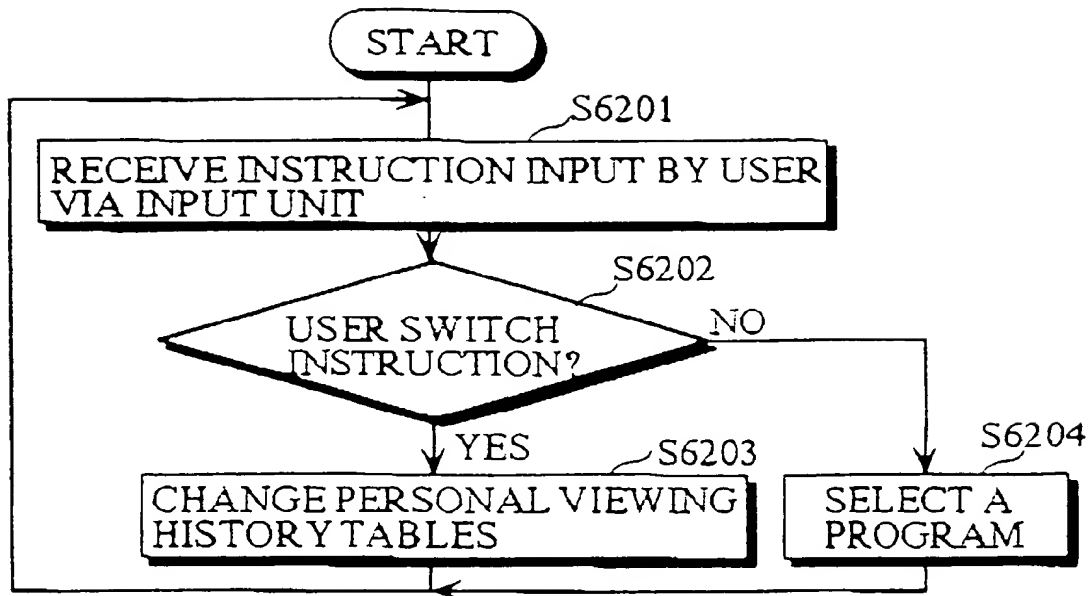 START
S6201
RECEIVE INSTRUCTION INPUT BY USER
VIA INPUT UNIT
S6202
USER SWITCH
INSTRUCTION?
NO
YES
S6203
CHANGE PERSONAL VIEWING
HISTORY TABLES
S6204
SELECT A
PROGRAM